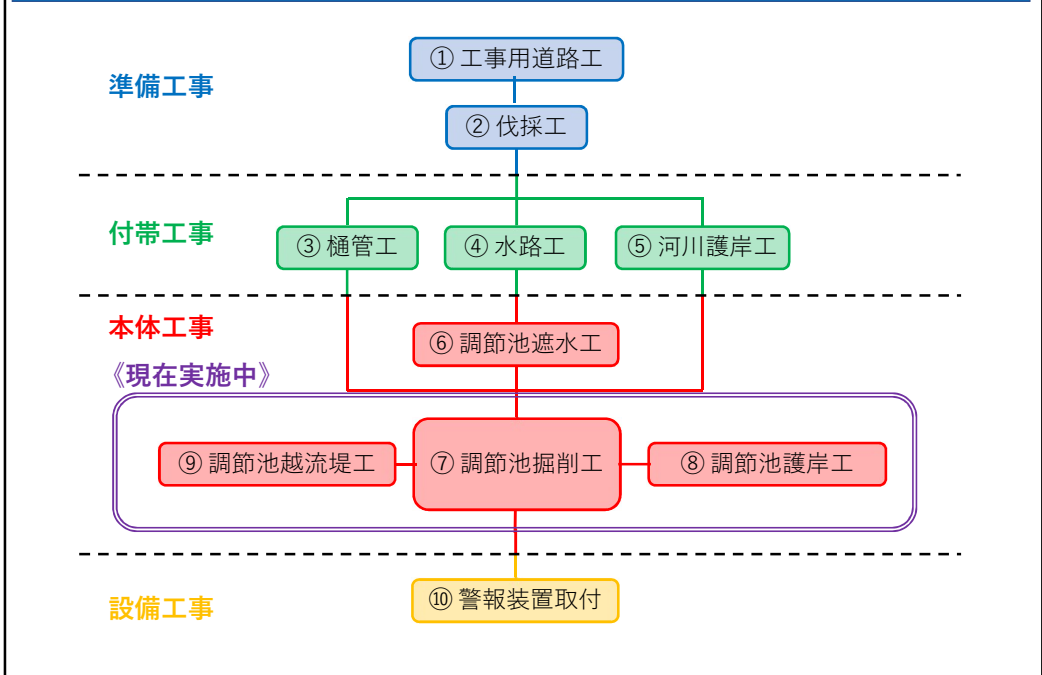 ① 工事用道路工
準備工事
② 伐採工
付帯工事
③ 樋管工
④ 水路工
⑤ 河川護岸工
本体工事
⑥ 調節池遮水工
《現在実施中》
⑨ 調節池越流堤工
⑦ 調節池掘削工
⑧ 調節池護岸工
設備工事
⑩ 警報装置取付